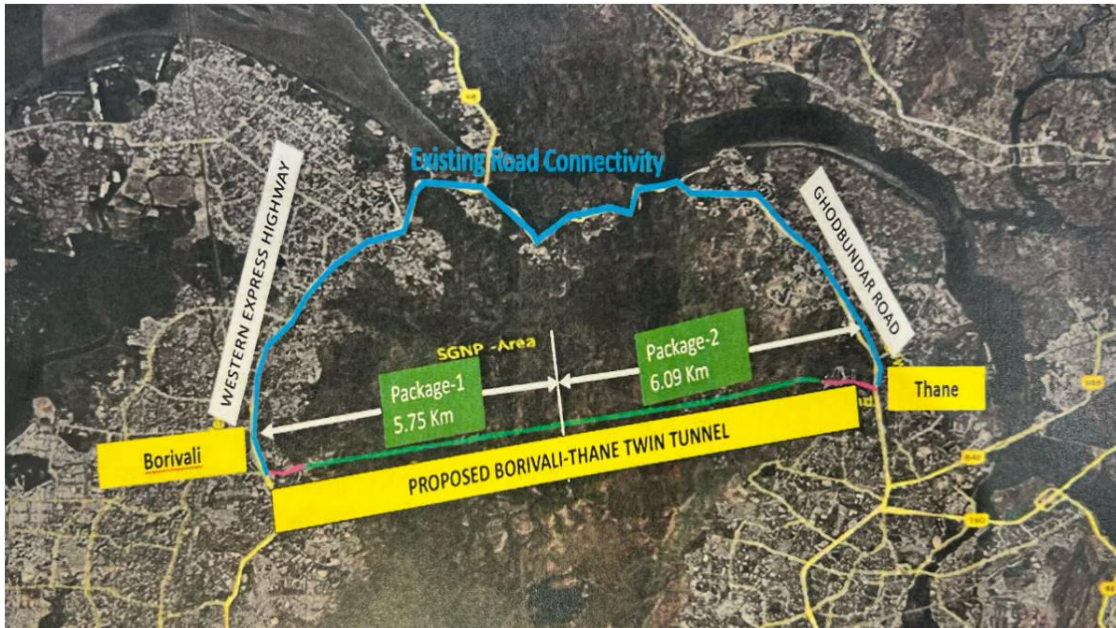 48
Existing Road Connectivity
WESTERN EXPRESS HIGHWAY
GHODBUNDAR ROAD
SGNP -Area
Package-1
5.75 Km
Package-2
6.09 Km
Borivali
Thane
PROPOSED BORIVALI-THANE TWIN TUNNEL